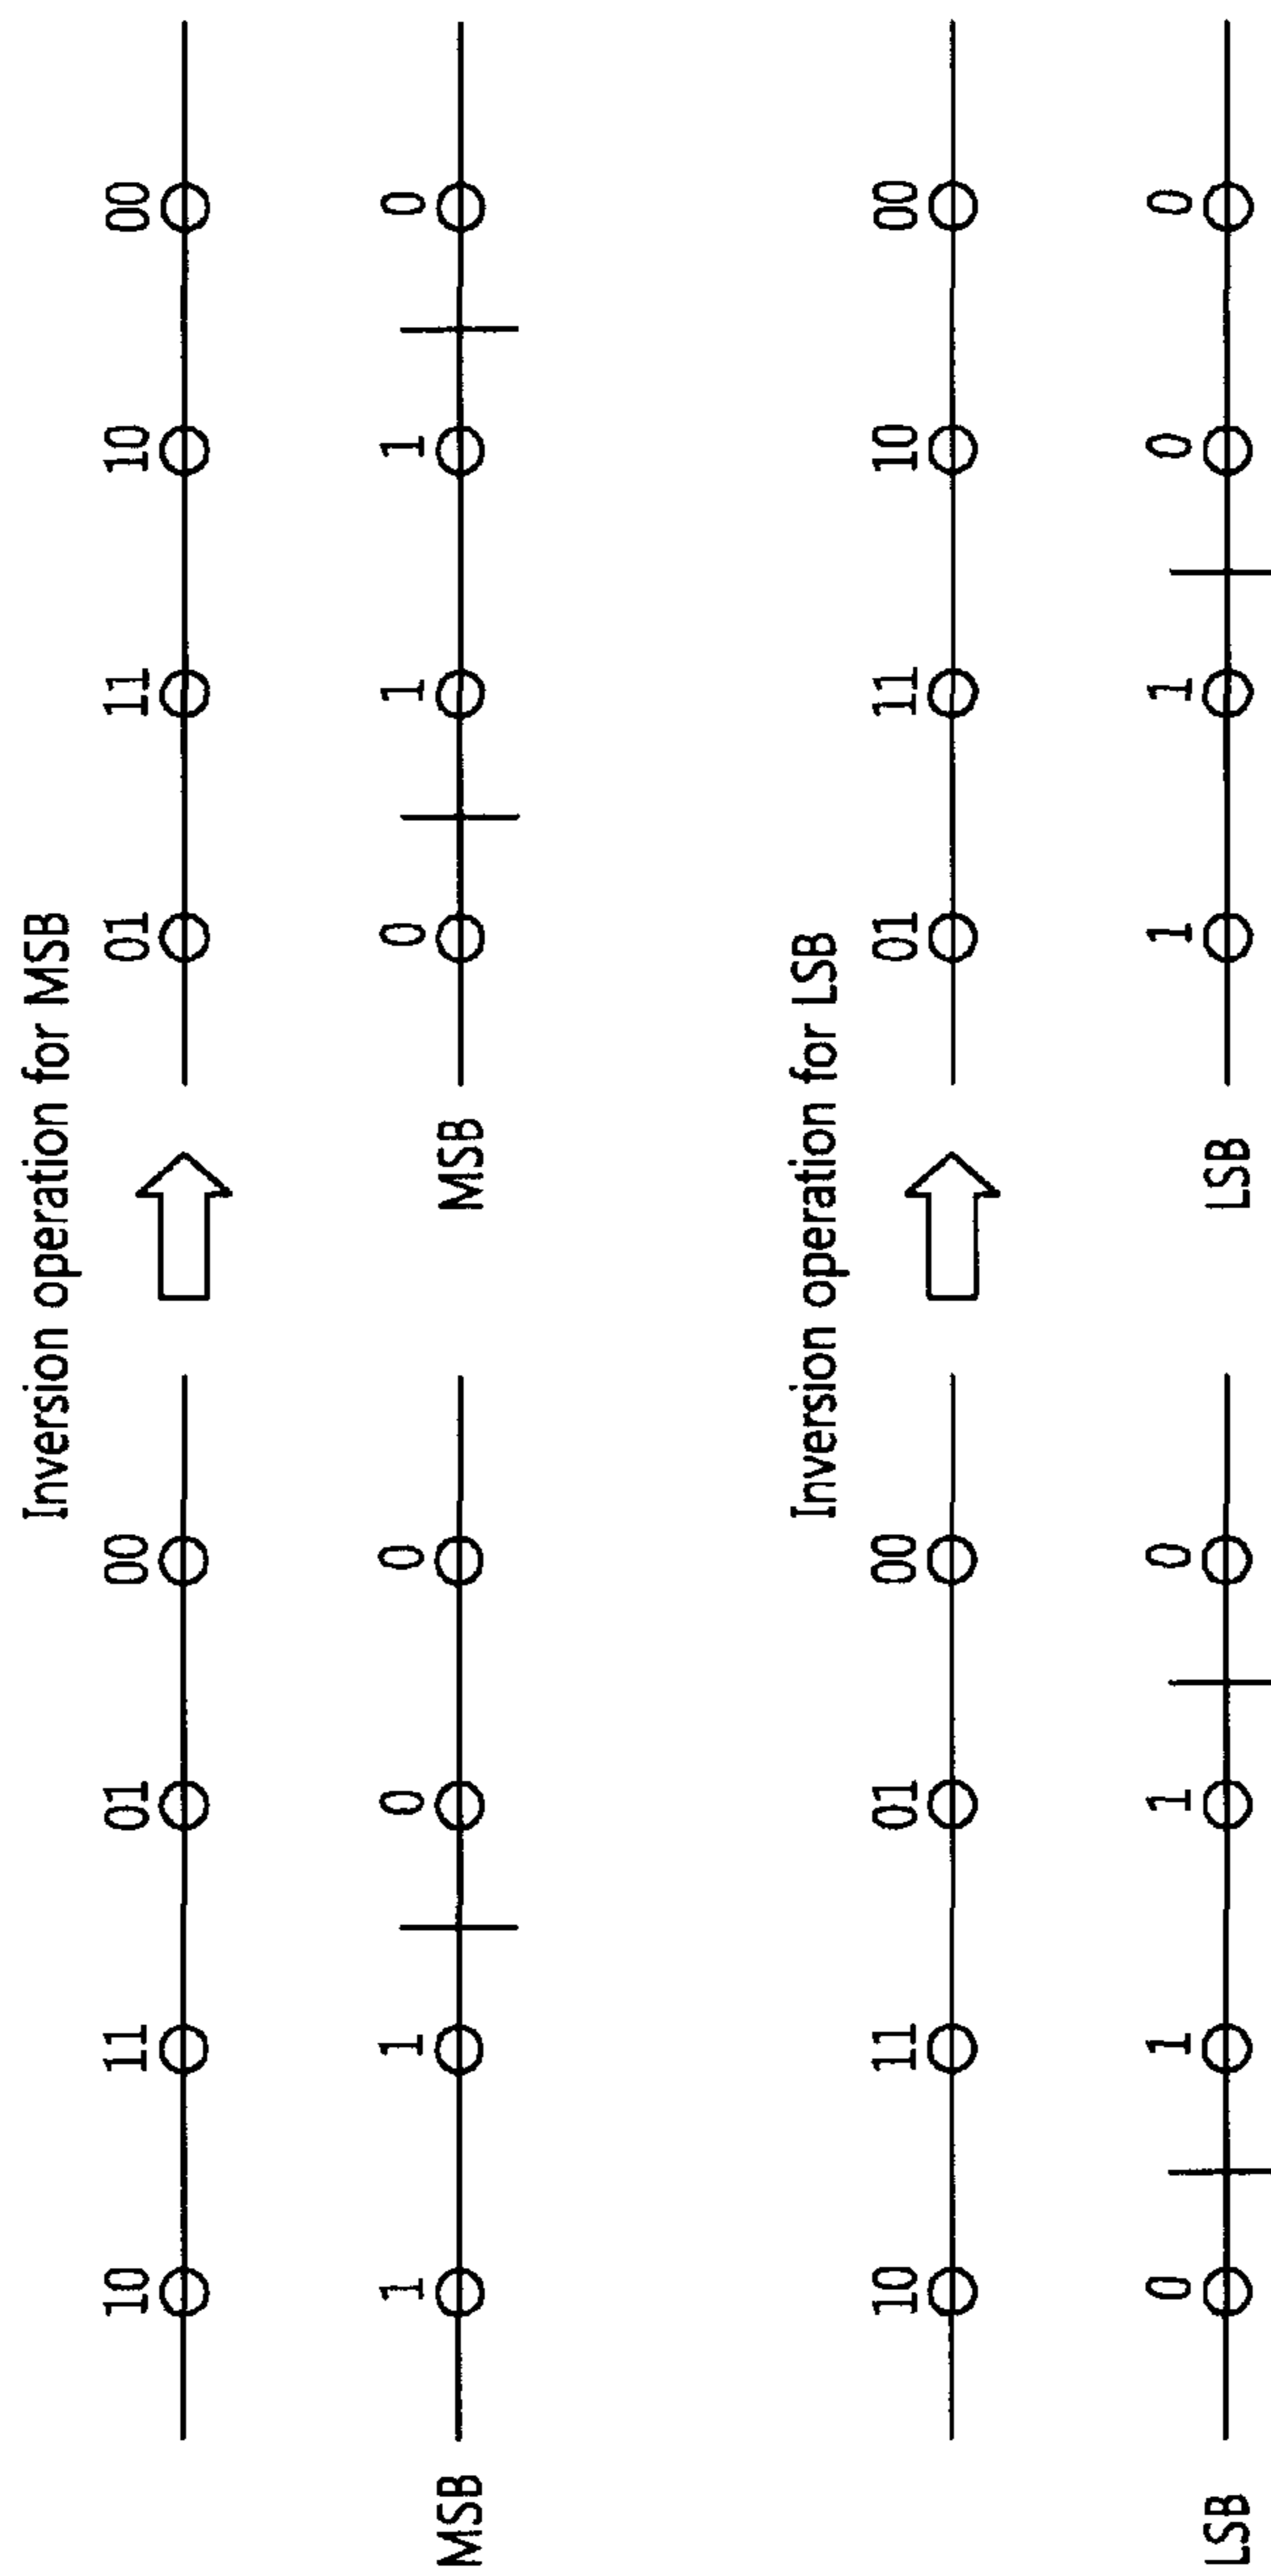 Inversion operation for MSB
10 11 01 00 01 11 10 00
MSB 1 1 0 0 MSB 0 1 1 0
Inversion operation for LSB
10 11 01 00 01 11 10 00
LSB 0 1 1 0 LSB 1 1 0 0